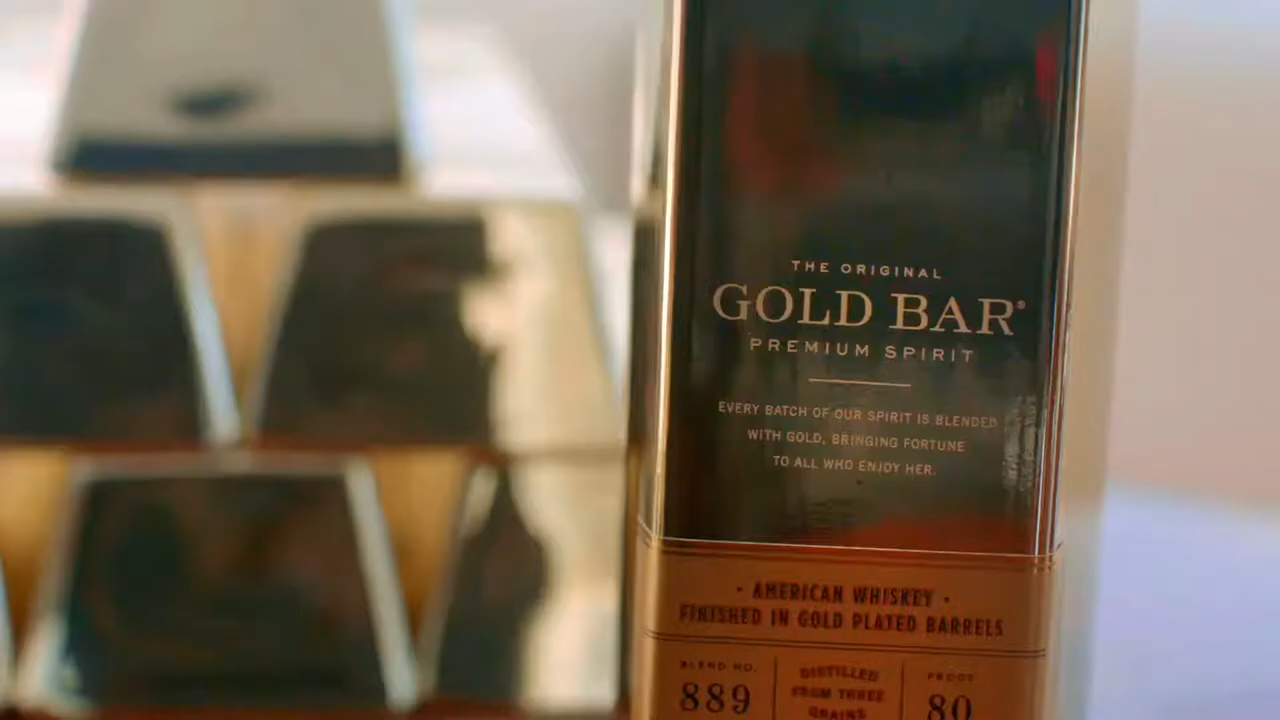 THE ORIGINAL
GOLD BAR®
PREMIUM SPIRIT
EVERY BATCH OF OUR SPIRIT IS BLENDED
WITH GOLD, BRINGING FORTUNE
TO ALL WHO ENJOY HER.
· AMERICAN WHISKEY ·
FINISHED IN GOLD PLATED BARRELS
BLEND NO.
889
DISTILLED
FROM THREE
GRAINS
PROOF
80